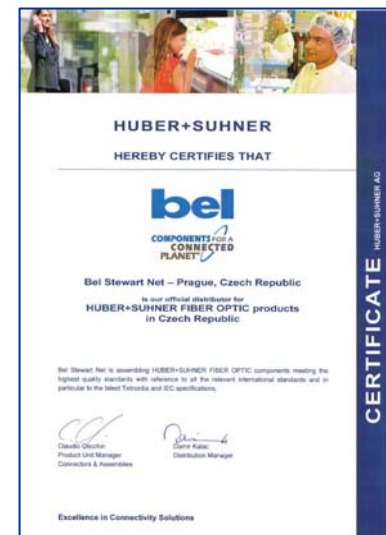 HUBER+SUHNER
HEREBY CERTIFIES THAT
bel
COMPONENTS FOR A
CONNECTED
PLANET
Bel Stewart Net – Prague, Czech Republic
is our official distributor for
HUBER+SUHNER FIBER OPTIC products
in Czech Republic
Bel Stewart Net is assembling HUBER+SUHNER FIBER OPTIC components meeting the
highest quality standards with reference to all the relevant international standards and in
particular to the latest Telcordia and IEC specifications.
Product Unit Manager
Connectors & Assemblies
Damir Kalac
Distribution Manager
Excellence in Connectivity Solutions
CERTIFICATE HUBER+SUHNER AG